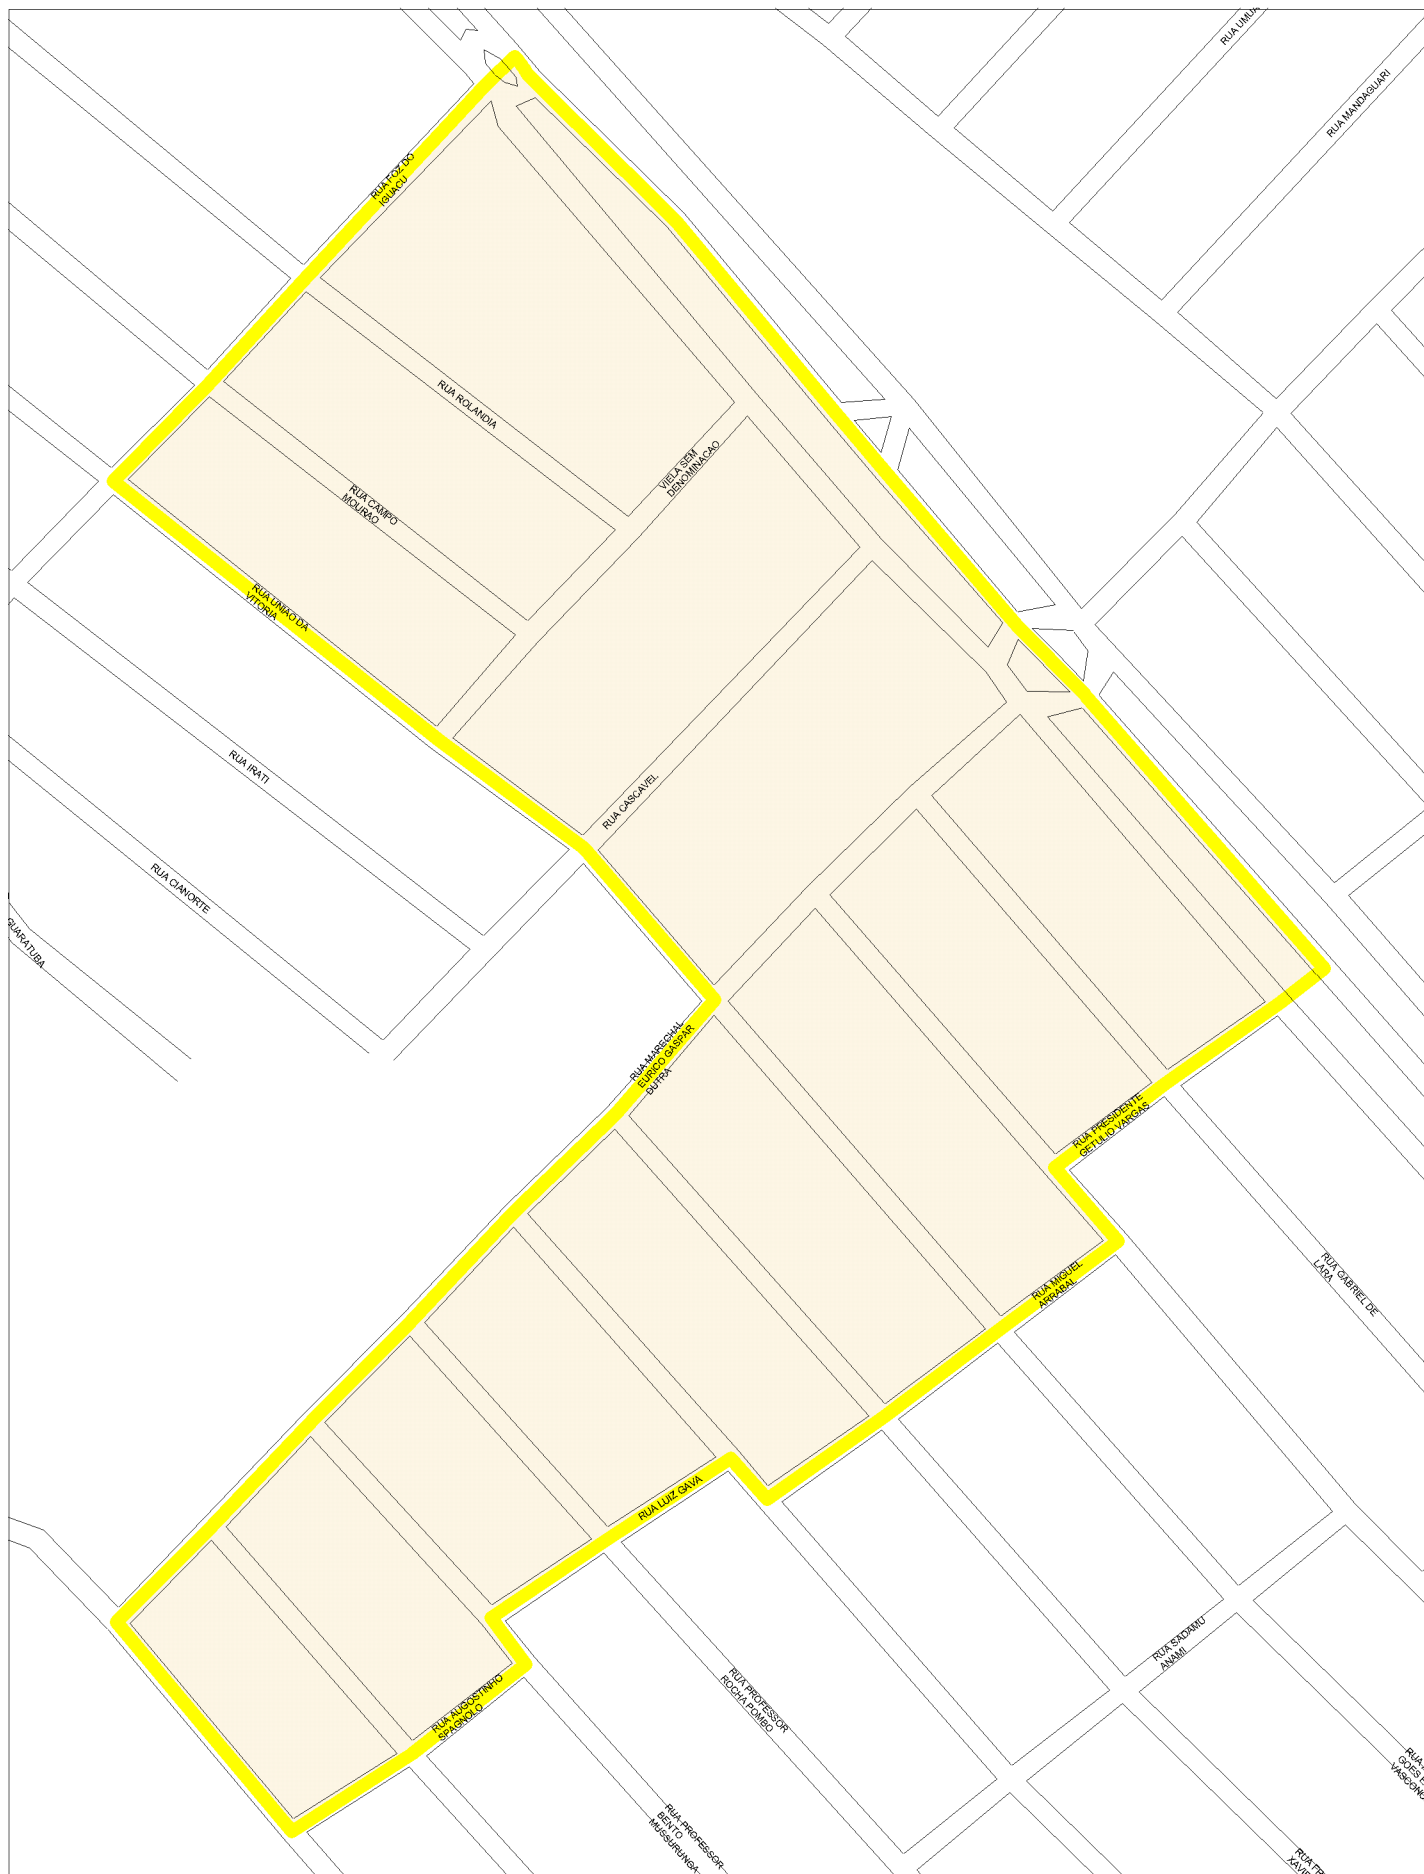 RUA MANDAGUARI
RUA FOZ DO
IGUACU
RUA ROLANDIA
VIELA SEM
DENOMINACAO
RUA CAMPO
MOURAO
RUA UNIAO DA
VITORIA
RUA IRATI
RUA CASCAVEL
RUA CIANORTE
GUARATUBA
RUA MARECHAL
EURICO GASPAR
DUTRA
RUA PRESIDENTE
GETULIO VARGAS
RUA MIGUEL
ARRABAL
RUA GABRIEL DE
LARA
RUA LUIZ GAVA
RUA SADAMU
ANAMI
RUA AUGOSTINHO
SPAGNOLO
RUA PROFESSOR
ROCHA POMBO
RUA PROFESSOR
BENTO
MUSSURUNGA